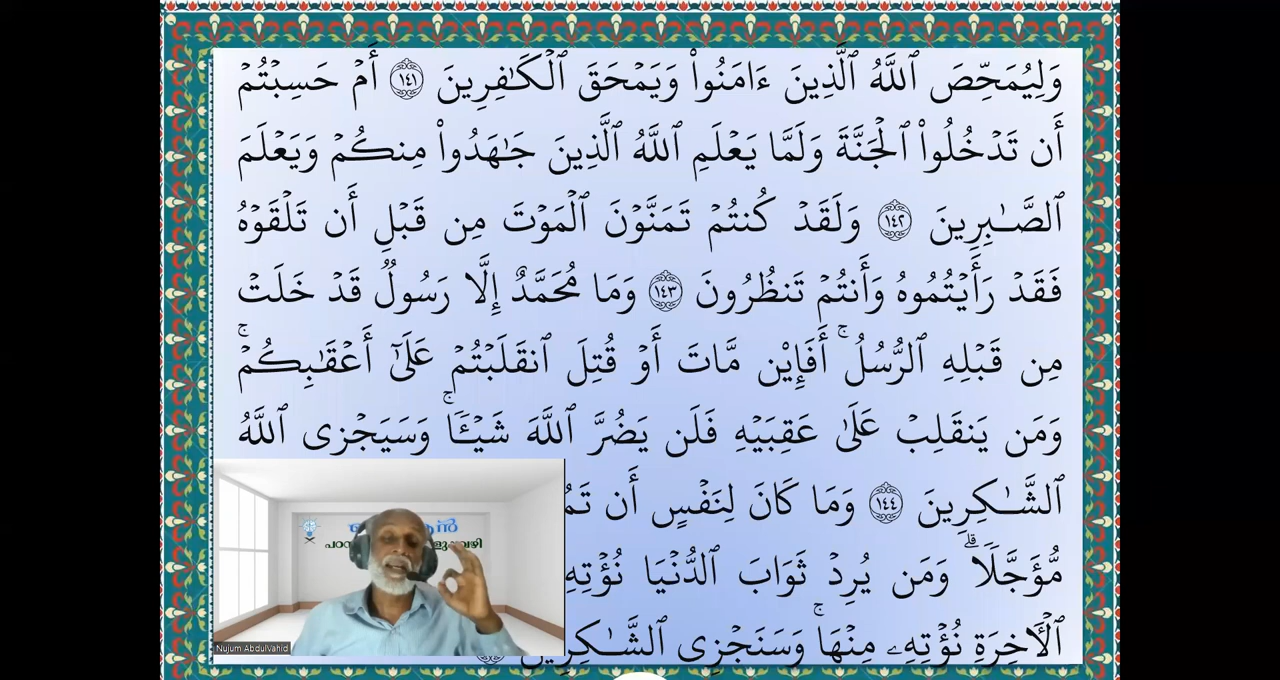 وَلِيُمَحِّصَ ٱللَّهُ ٱلَّذِينَ ءَامَنُوا۟ وَيَمْحَقَ ٱلْكَـٰفِرِينَ ١٤١ أَمْ حَسِبْتُمْ
أَن تَدْخُلُوا۟ ٱلْجَنَّةَ وَلَمَّا يَعْلَمِ ٱللَّهُ ٱلَّذِينَ جَـٰهَدُوا۟ مِنكُمْ وَيَعْلَمَ
ٱلصَّـٰبِرِينَ ١٤٢ وَلَقَدْ كُنتُمْ تَمَنَّوْنَ ٱلْمَوْتَ مِن قَبْلِ أَن تَلْقَوْهُ
فَقَدْ رَأَيْتُمُوهُ وَأَنتُمْ تَنظُرُونَ ١٤٣ وَمَا مُحَمَّدٌ إِلَّا رَسُولٌ قَدْ خَلَتْ
مِن قَبْلِهِ ٱلرُّسُلُ ۚ أَفَإِي۟ن مَّاتَ أَوْ قُتِلَ ٱنقَلَبْتُمْ عَلَىٰٓ أَعْقَـٰبِكُمْ ۚ
وَمَن يَنقَلِبْ عَلَىٰ عَقِبَيْهِ فَلَن يَضُرَّ ٱللَّهَ شَيْـًٔا ۗ وَسَيَجْزِى ٱللَّهُ
ٱلشَّـٰكِرِينَ ١٤٤ وَمَا كَانَ لِنَفْسٍ أَن
مُّؤَجَّلًا ۗ وَمَن يُرِدْ ثَوَابَ ٱلدُّنْيَا نُؤْتِهِ
ٱلْـَٔاخِرَةِ نُؤْتِهِۦ مِنْهَا ۚ وَسَنَجْزِى ٱلشَّـٰكِرِينَ
Nujum AbdulVahid